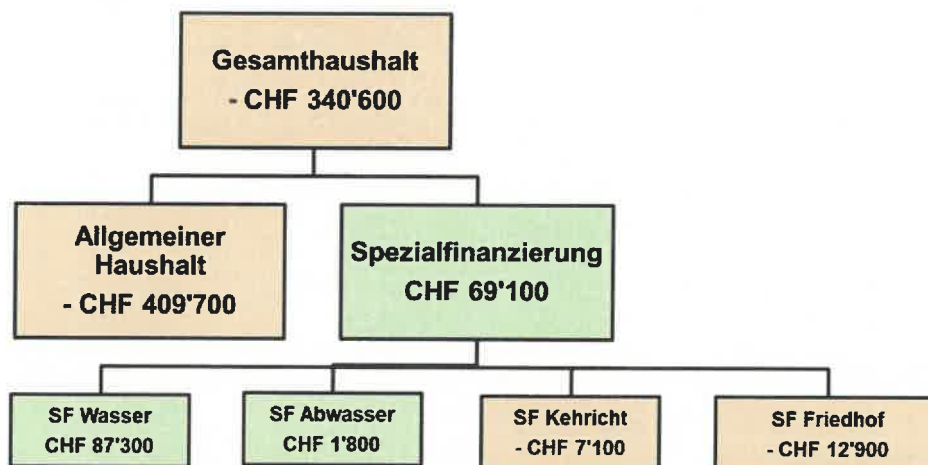 Gesamthaushalt
- CHF 340'600
Allgemeiner
Haushalt
- CHF 409'700
Spezialfinanzierung
CHF 69'100
SF Wasser
CHF 87'300
SF Abwasser
CHF 1'800
SF Kehricht
- CHF 7'100
SF Friedhof
- CHF 12'900